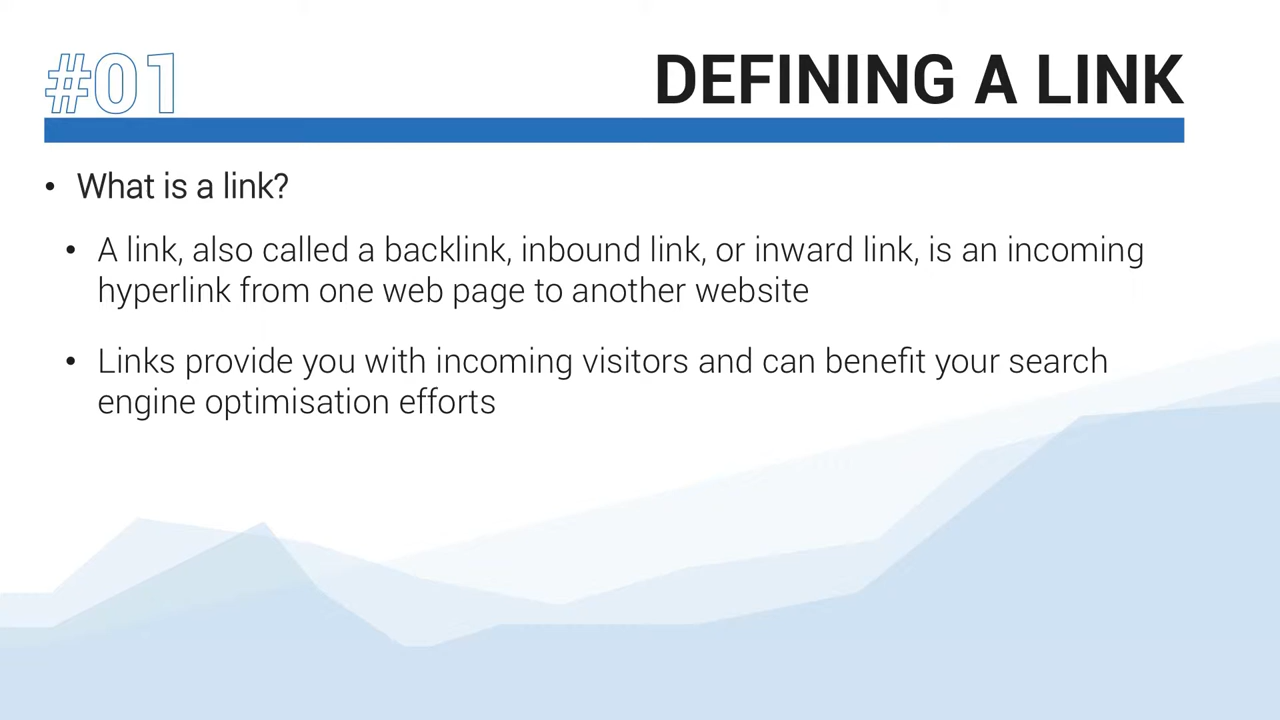 #01
DEFINING A LINK
• What is a link?
• A link, also called a backlink, inbound link, or inward link, is an incoming
hyperlink from one web page to another website
• Links provide you with incoming visitors and can benefit your search
engine optimisation efforts